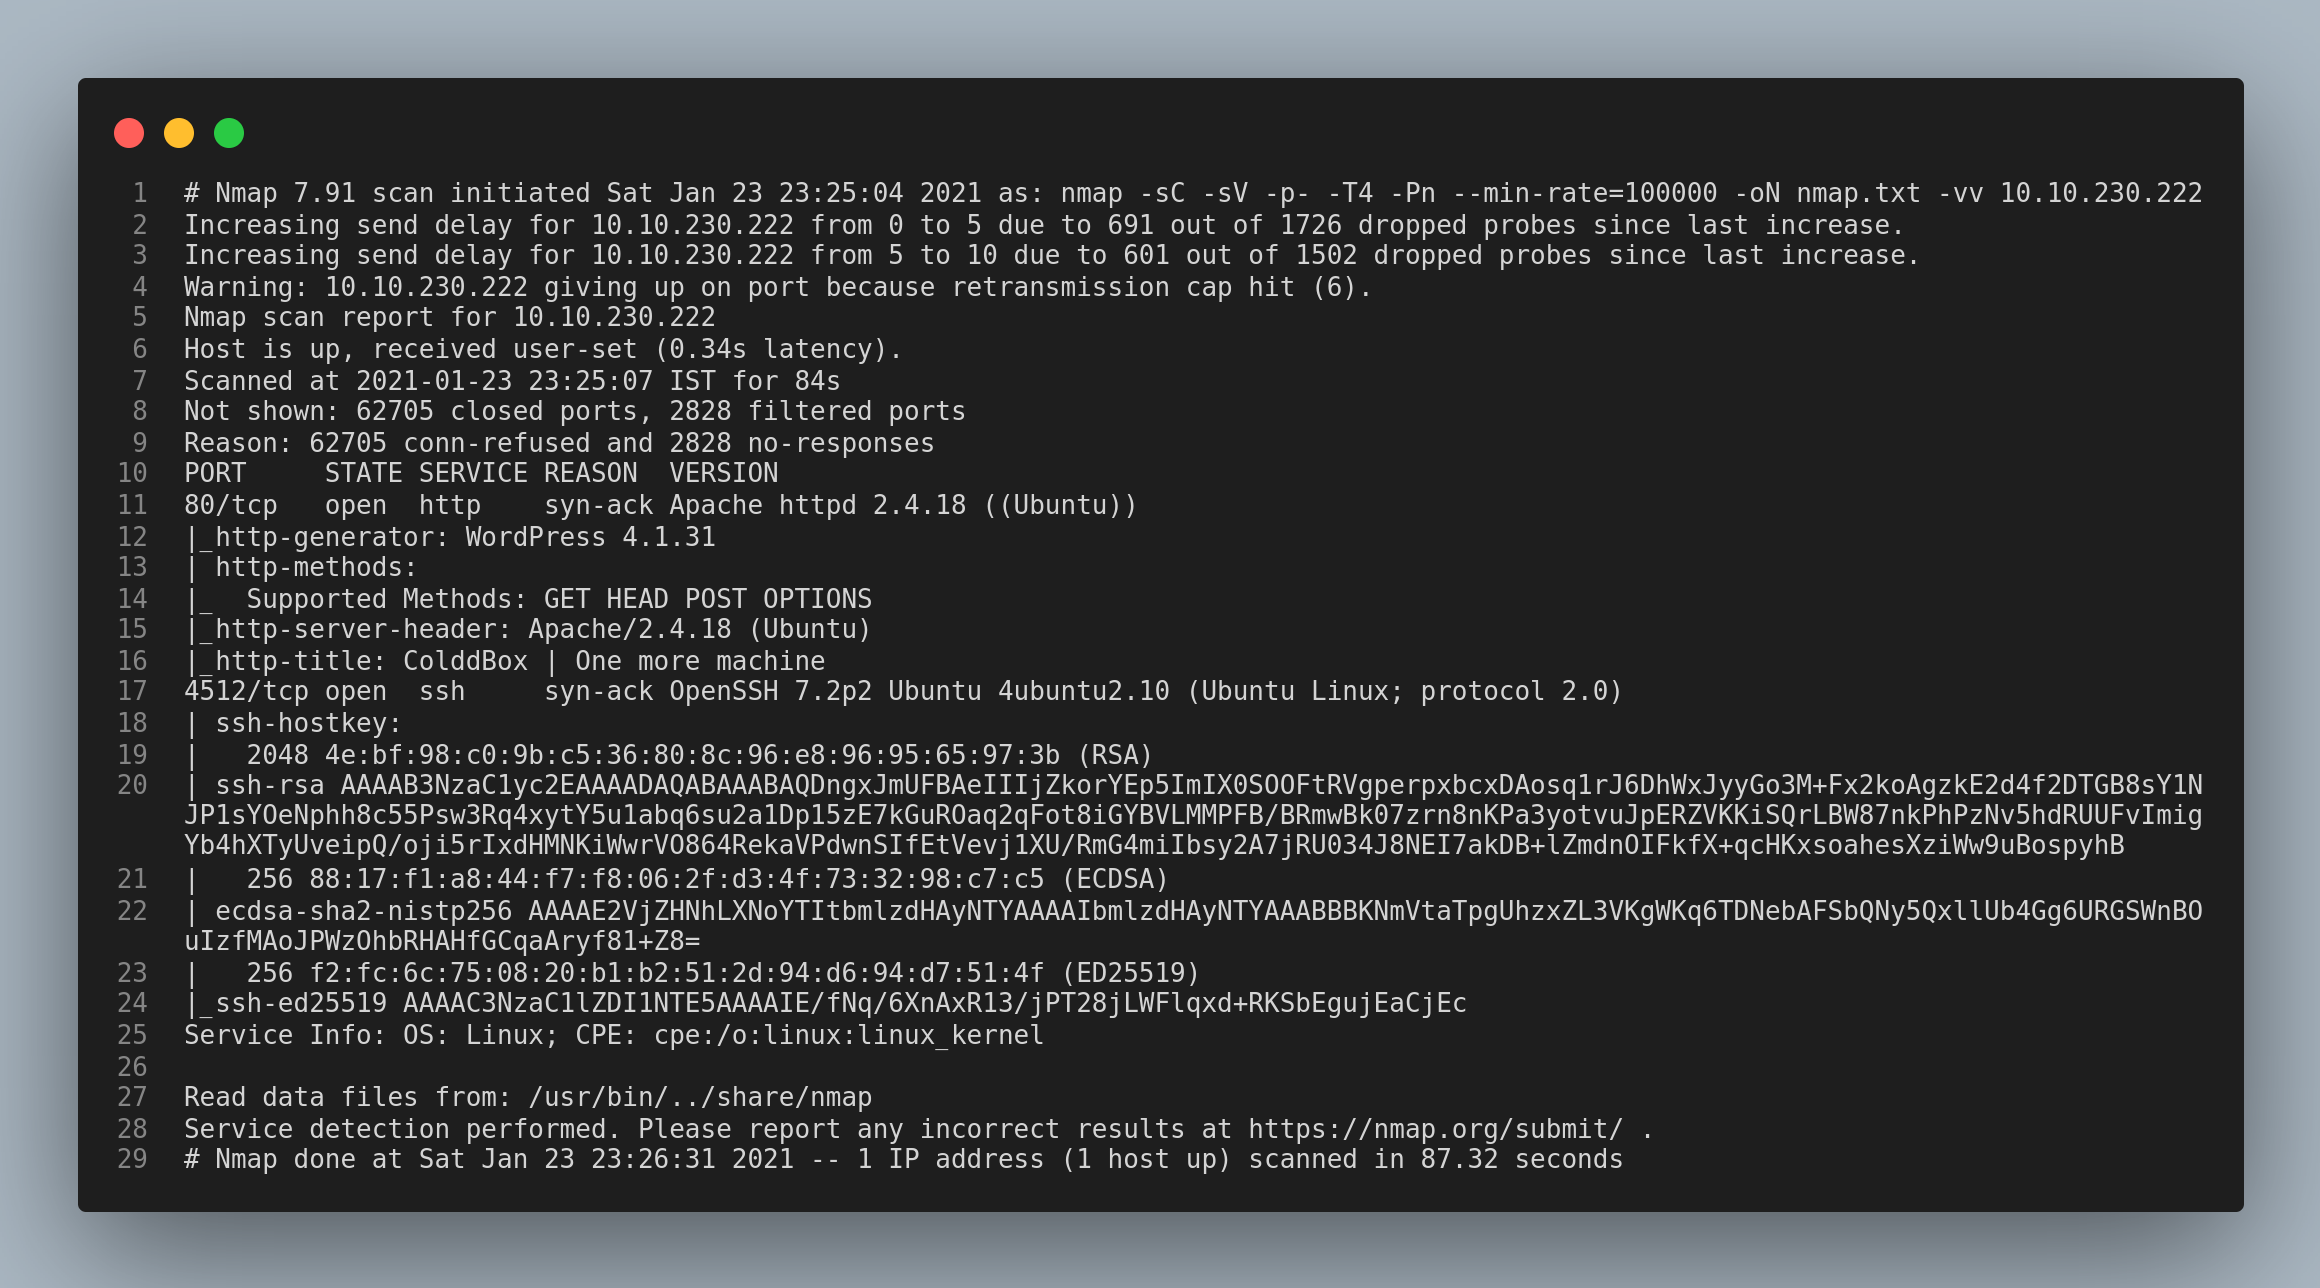 1 # Nmap 7.91 scan initiated Sat Jan 23 23:25:04 2021 as: nmap -sC -sV -p- -T4 -Pn --min-rate=100000 -oN nmap.txt -vv 10.10.230.222
2 Increasing send delay for 10.10.230.222 from 0 to 5 due to 691 out of 1726 dropped probes since last increase.
3 Increasing send delay for 10.10.230.222 from 5 to 10 due to 601 out of 1502 dropped probes since last increase.
4 Warning: 10.10.230.222 giving up on port because retransmission cap hit (6).
5 Nmap scan report for 10.10.230.222
6 Host is up, received user-set (0.34s latency).
7 Scanned at 2021-01-23 23:25:07 IST for 84s
8 Not shown: 62705 closed ports, 2828 filtered ports
9 Reason: 62705 conn-refused and 2828 no-responses
10 PORT     STATE SERVICE REASON  VERSION
11 80/tcp   open  http    syn-ack Apache httpd 2.4.18 ((Ubuntu))
12 |_http-generator: WordPress 4.1.31
13 | http-methods:
14 |_  Supported Methods: GET HEAD POST OPTIONS
15 |_http-server-header: Apache/2.4.18 (Ubuntu)
16 |_http-title: ColddBox | One more machine
17 4512/tcp open  ssh     syn-ack OpenSSH 7.2p2 Ubuntu 4ubuntu2.10 (Ubuntu Linux; protocol 2.0)
18 | ssh-hostkey:
19 |   2048 4e:bf:98:c0:9b:c5:36:80:8c:96:e8:96:95:65:97:3b (RSA)
20 | ssh-rsa AAAAB3NzaC1yc2EAAAADAQABAAABAQDngxJmUFBAeIIIjZkorYEp5ImIX0SOOFtRVgperpxbcxDAosq1rJ6DhWxJyyGo3M+Fx2koAgzkE2d4f2DTGB8sY1N
JP1sYOeNphh8c55Psw3Rq4xytY5u1abq6su2a1Dp15zE7kGuROaq2qFot8iGYBVLMMPFB/BRmwBk07zrn8nKPa3yotvuJpERZVKKiSQrLBW87nkPhPzNv5hdRUUFvImig
Yb4hXTyUveipQ/oji5rIxdHMNKiWwrVO864RekaVPdwnSIfEtVevj1XU/RmG4miIbsy2A7jRU034J8NEI7akDB+lZmdnOIFkfX+qcHKxsoahesXziWw9uBospyhB
21 |   256 88:17:f1:a8:44:f7:f8:06:2f:d3:4f:73:32:98:c7:c5 (ECDSA)
22 | ecdsa-sha2-nistp256 AAAAE2VjZHNhLXNoYTItbmlzdHAyNTYAAAAIbmlzdHAyNTYAAABBBKNmVtaTpgUhzxZL3VKgWKq6TDNebAFSbQNy5QxllUb4Gg6URGSWnBO
uIzfMAoJPWzOhbRHAHfGCqaAryf81+Z8=
23 |   256 f2:fc:6c:75:08:20:b1:b2:51:2d:94:d6:94:d7:51:4f (ED25519)
24 |_ssh-ed25519 AAAAC3NzaC1lZDI1NTE5AAAAIE/fNq/6XnAxR13/jPT28jLWFlqxd+RKSbEgujEaCjEc
25 Service Info: OS: Linux; CPE: cpe:/o:linux:linux_kernel
26
27 Read data files from: /usr/bin/../share/nmap
28 Service detection performed. Please report any incorrect results at https://nmap.org/submit/ .
29 # Nmap done at Sat Jan 23 23:26:31 2021 -- 1 IP address (1 host up) scanned in 87.32 seconds